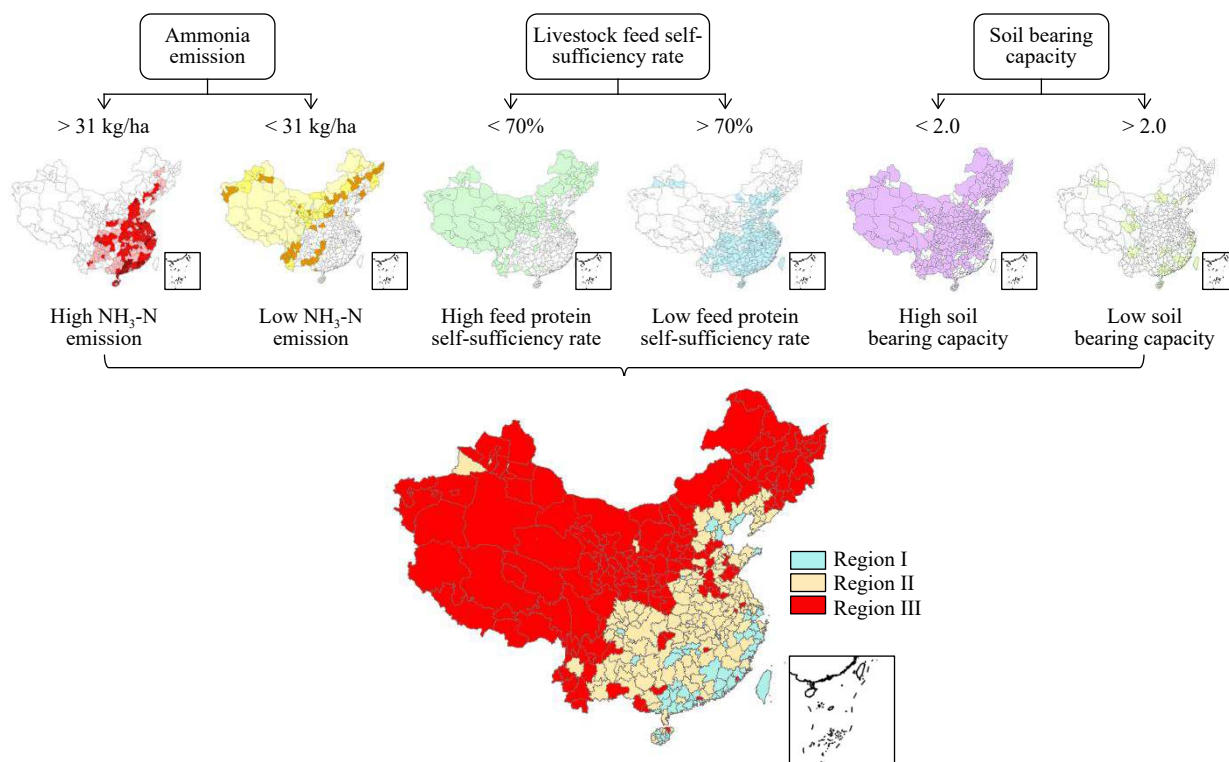 Ammonia
emission
Livestock feed self-
sufficiency rate
Soil bearing
capacity
> 31 kg/ha
< 31 kg/ha
< 70%
> 70%
< 2.0
> 2.0
High NH₃-N
emission
Low NH₃-N
emission
High feed protein
self-sufficiency rate
Low feed protein
self-sufficiency rate
High soil
bearing capacity
Low soil
bearing capacity
Region I
Region II
Region III